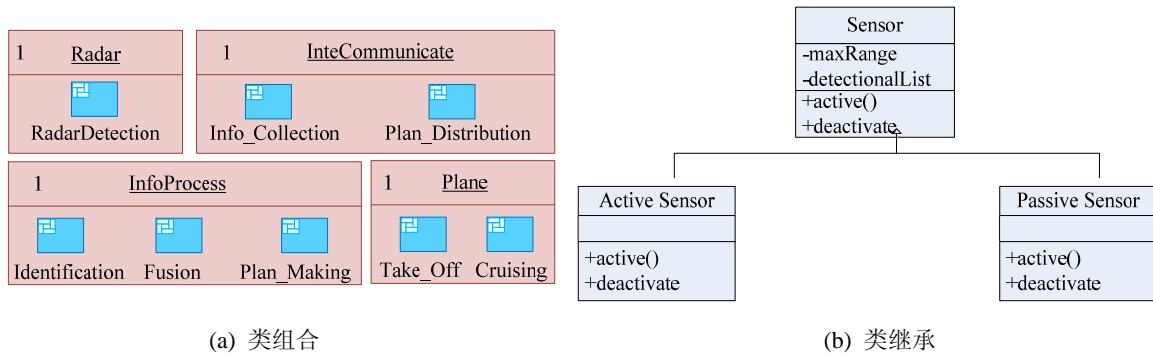 1 Radar
RadarDetection
1 InteCommunicate
Info_Collection Plan_Distribution
1 InfoProcess
Identification Fusion Plan_Making
1 Plane
Take_Off Cruising
(a) 类组合
Sensor
-maxRange
-detectionalList
+active()
+deactivate
Active Sensor
+active()
+deactivate
Passive Sensor
+active()
+deactivate
(b) 类继承